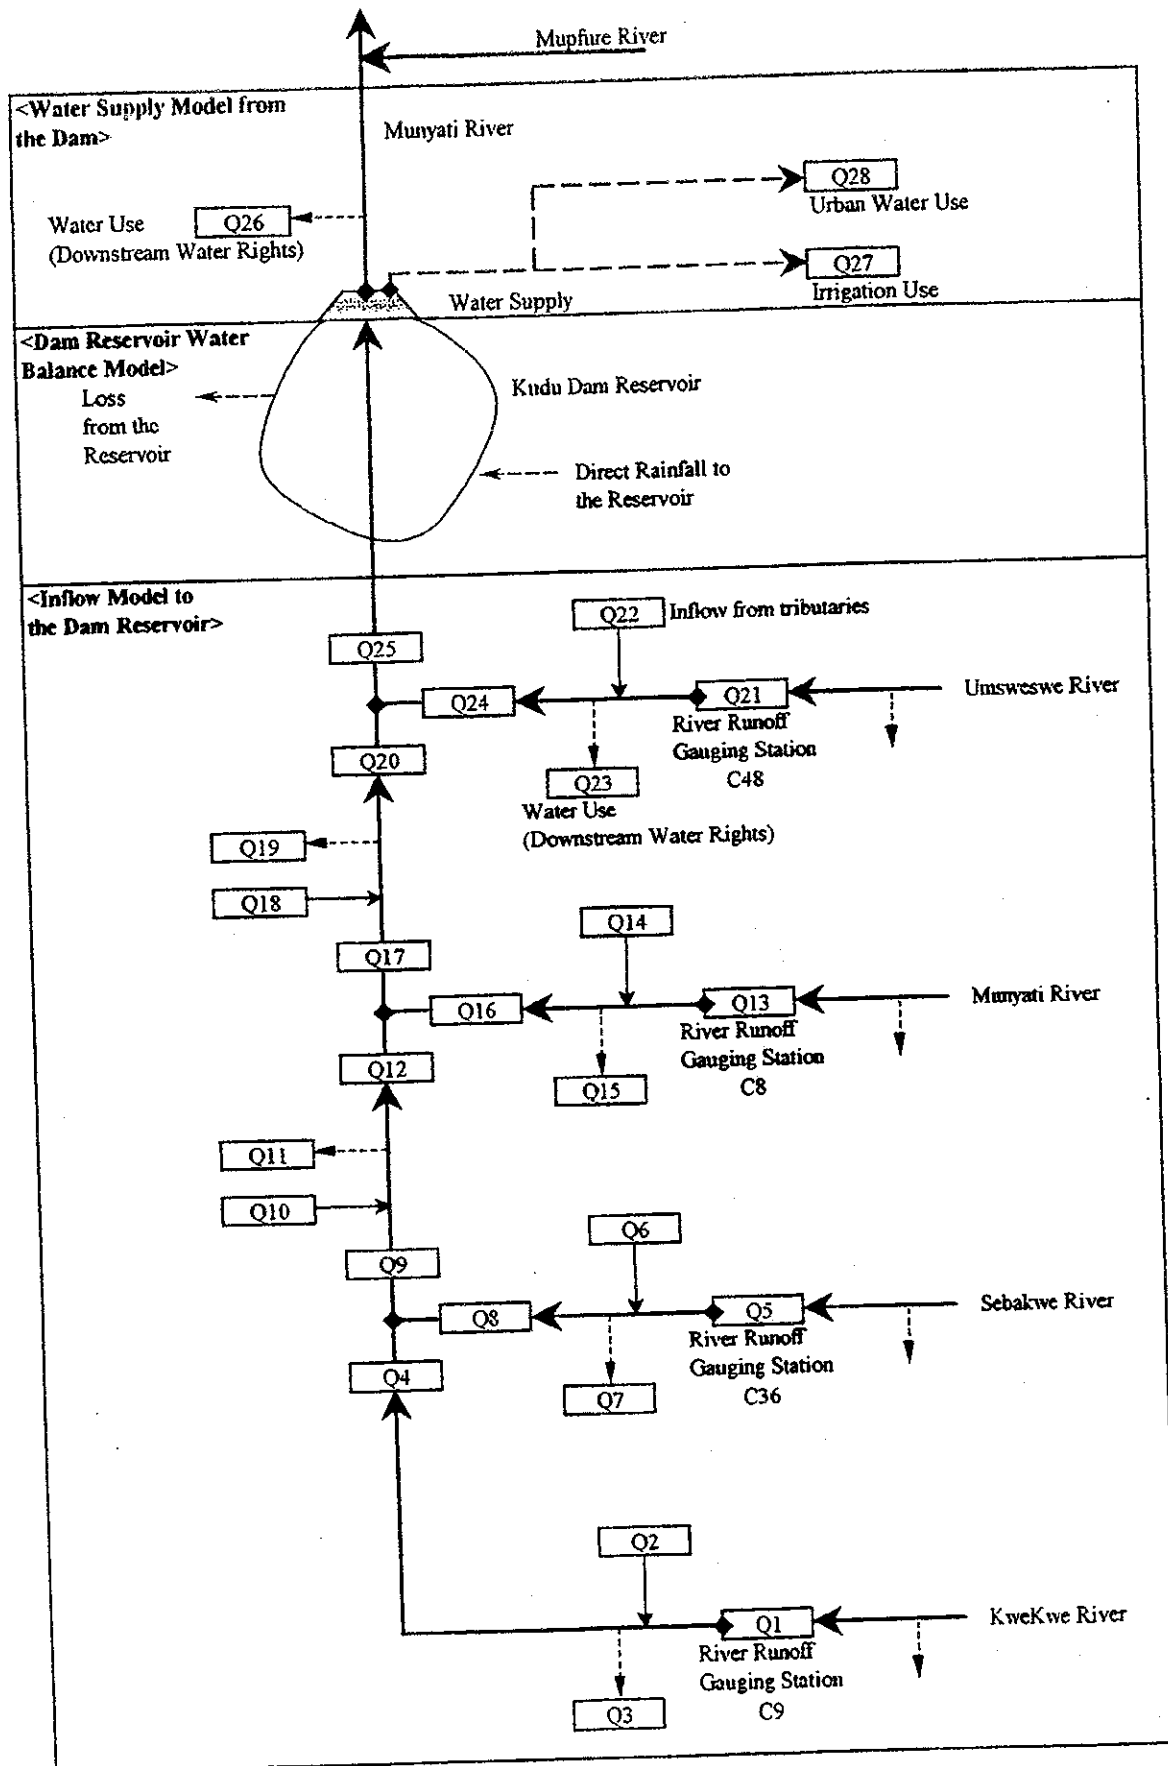 Mupfure River
<Water Supply Model from
the Dam>
Munyati River
Q28
Urban Water Use
Water Use
Q26
(Downstream Water Rights)
Q27
Irrigation Use
Water Supply
<Dam Reservoir Water
Balance Model>
Loss
from the
Reservoir
Kudu Dam Reservoir
Direct Rainfall to
the Reservoir
<Inflow Model to
the Dam Reservoir>
Q22
Inflow from tributaries
Q25
Q24
Q21
Umsweswe River
River Runoff
Gauging Station
C48
Q20
Q23
Water Use
(Downstream Water Rights)
Q19
Q18
Q14
Q17
Q16
Q13
Munyati River
River Runoff
Gauging Station
C8
Q12
Q15
Q11
Q10
Q6
Q9
Q8
Q5
Sebakwe River
River Runoff
Gauging Station
C36
Q4
Q7
Q2
Q1
KweKwe River
River Runoff
Gauging Station
C9
Q3